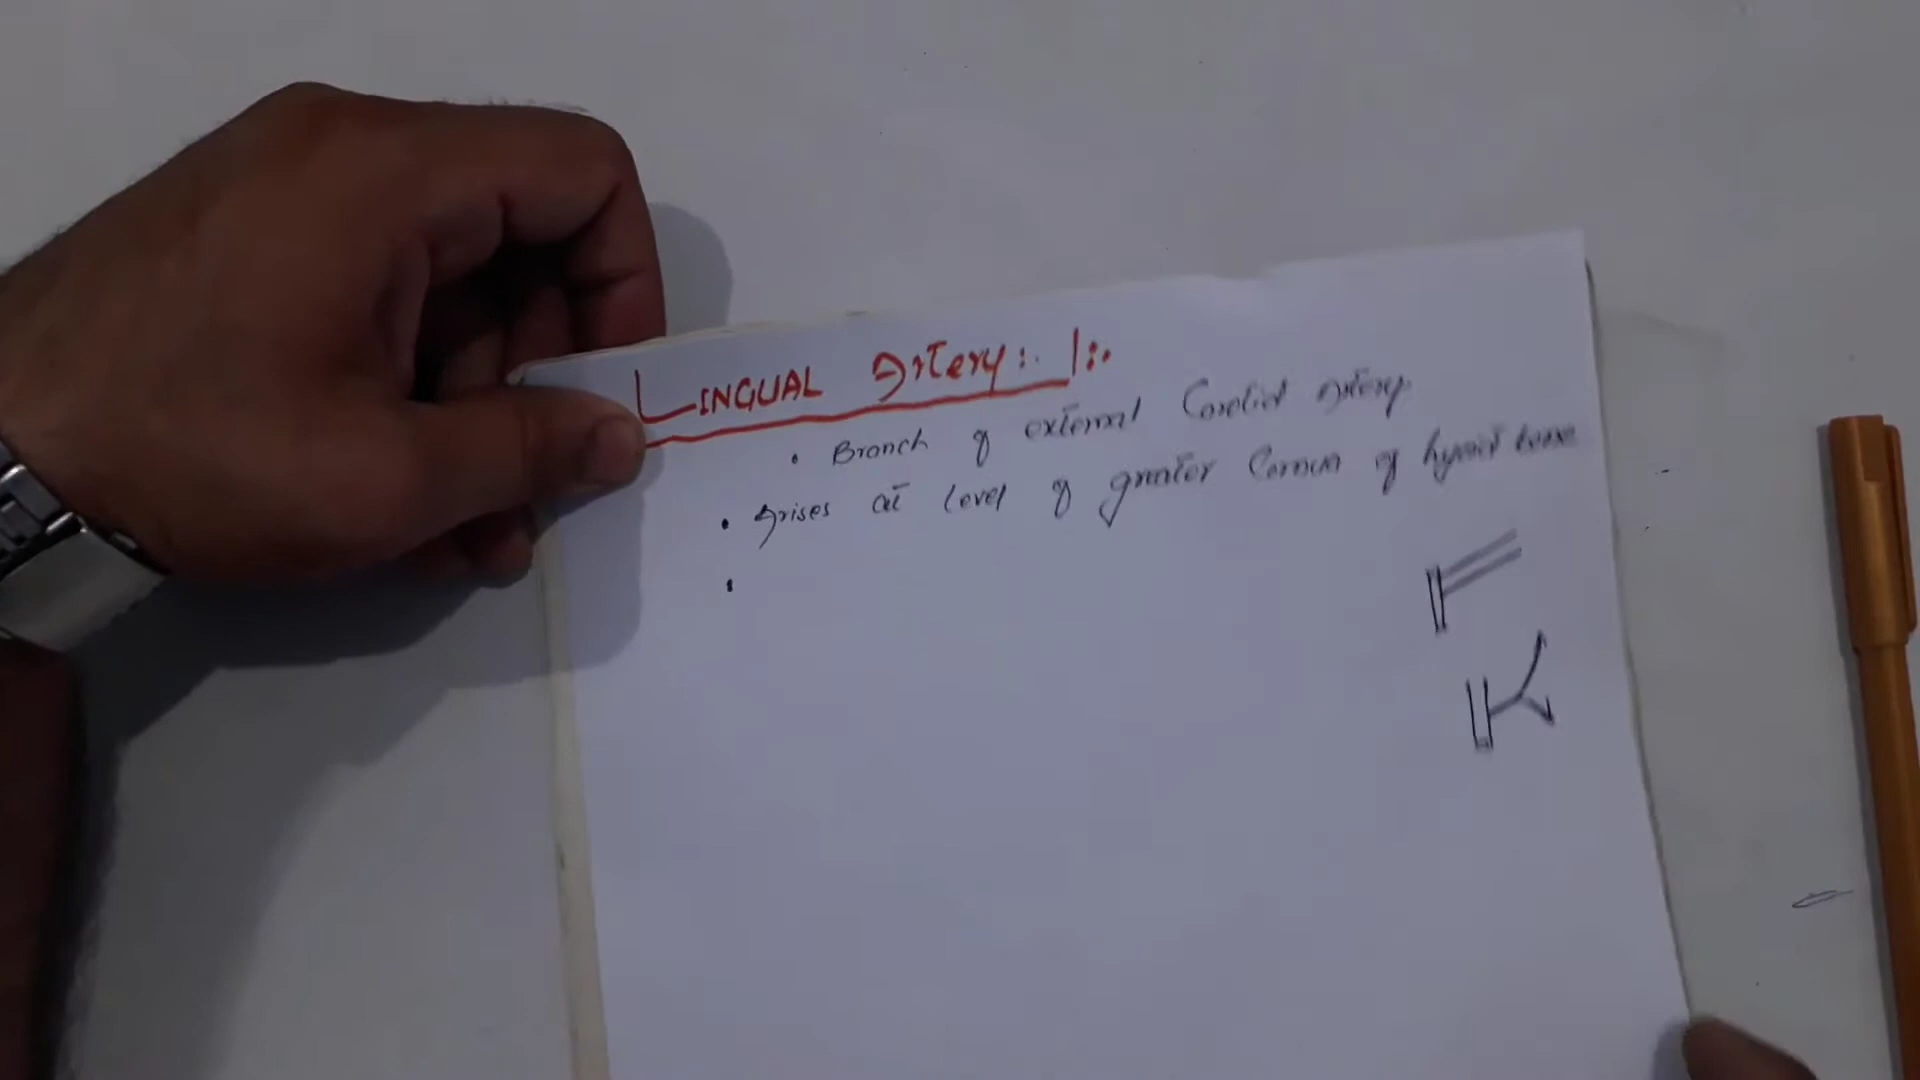 LINGUAL Artery:. |:.
• Branch of external Carotid artery.
• Arises at level of greater Cornua of hyoid bone
•